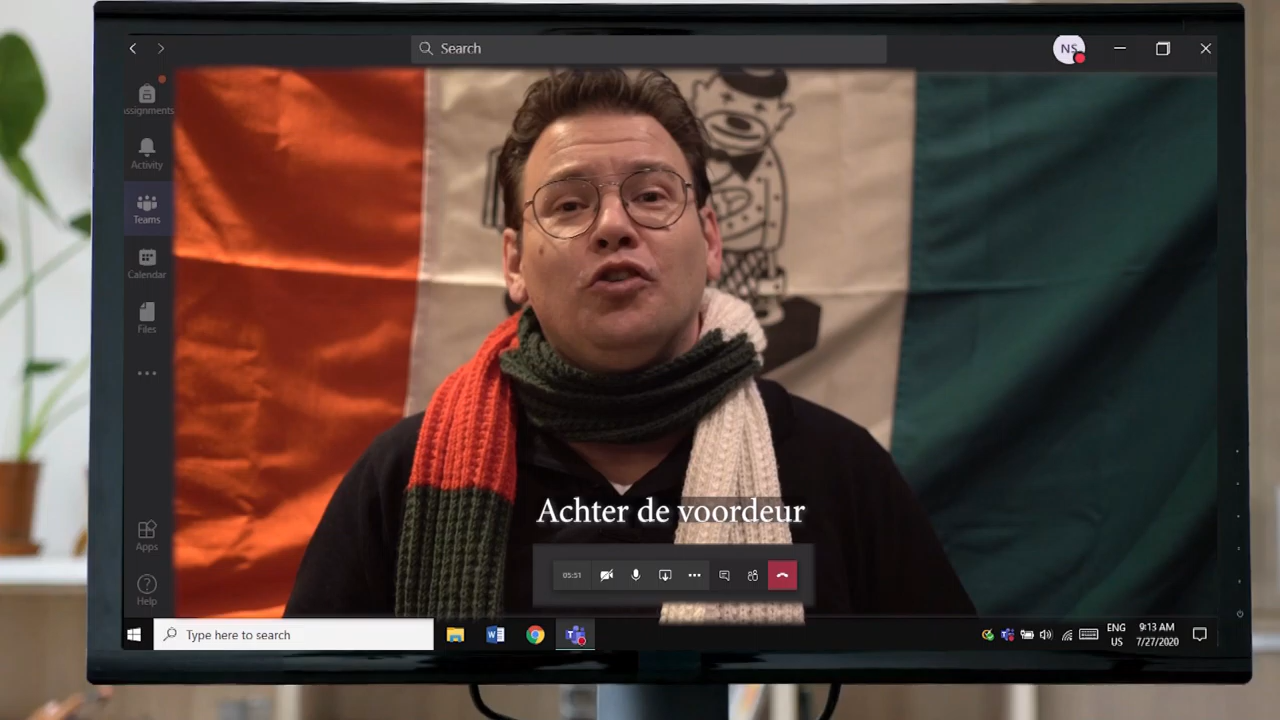 Search
NS
Assignments
Activity
Teams
Calendar
Files
Apps
Help
Achter de voordeur
05:51
Type here to search
ENG
US
9:13 AM
7/27/2020